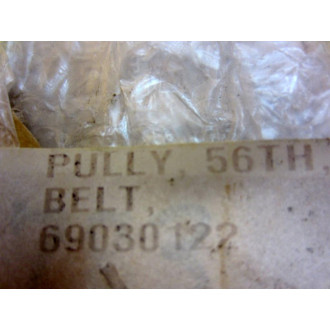 PULLY, 56TH,
BELT,
69030122